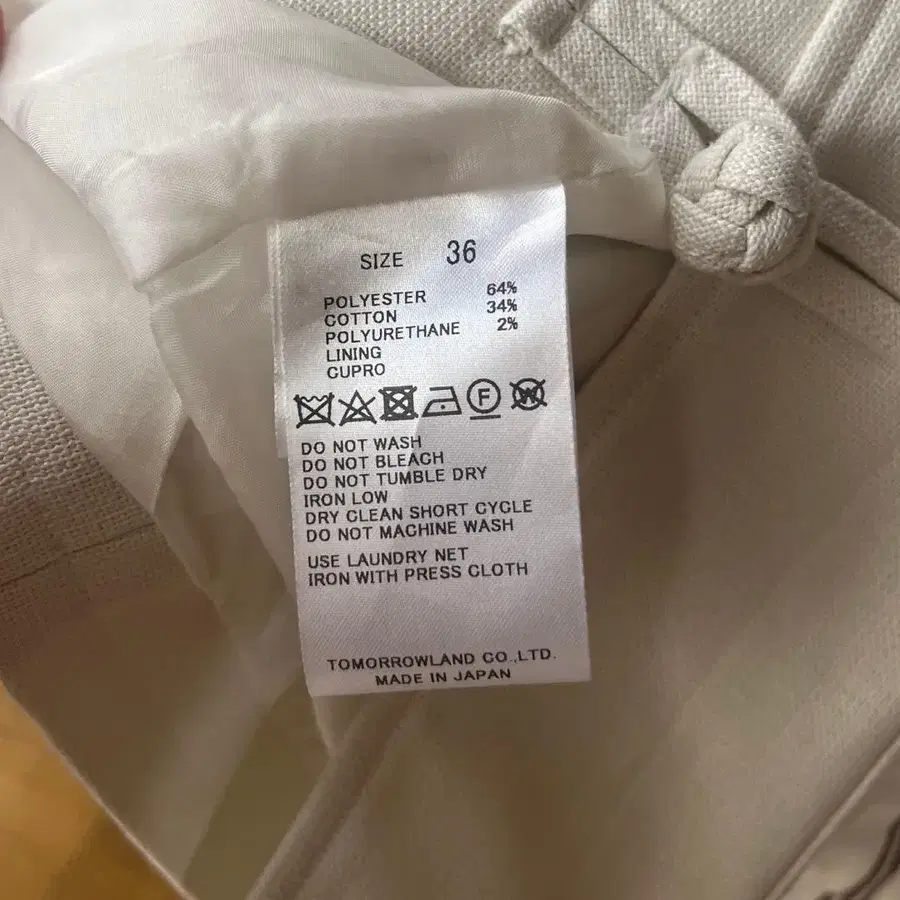 SIZE 36
POLYESTER 64%
COTTON 34%
POLYURETHANE 2%
LINING
CUPRO
F W
DO NOT WASH
DO NOT BLEACH
DO NOT TUMBLE DRY
IRON LOW
DRY CLEAN SHORT CYCLE
DO NOT MACHINE WASH
USE LAUNDRY NET
IRON WITH PRESS CLOTH
TOMORROWLAND CO.,LTD.
MADE IN JAPAN